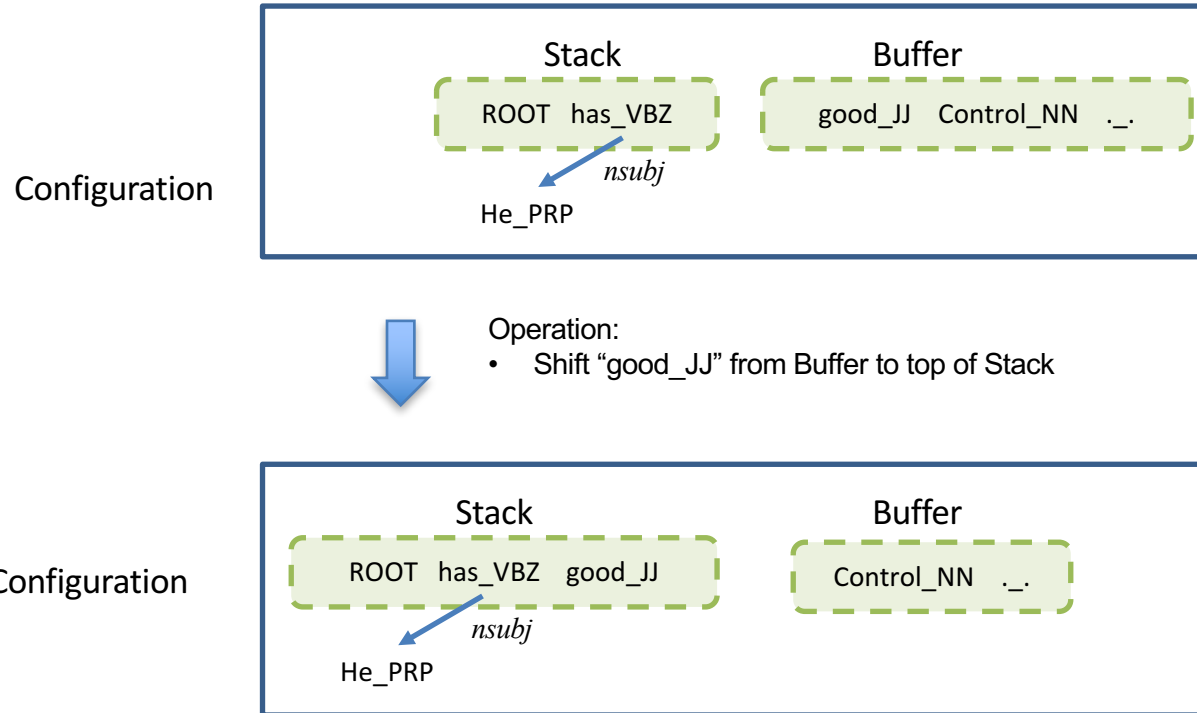 Stack Buffer
ROOT has_VBZ good_JJ Control_NN ._.
nsubj
Configuration
He_PRP
Operation:
• Shift “good_JJ” from Buffer to top of Stack
Stack Buffer
ROOT has_VBZ good_JJ Control_NN ._.
Configuration
nsubj
He_PRP